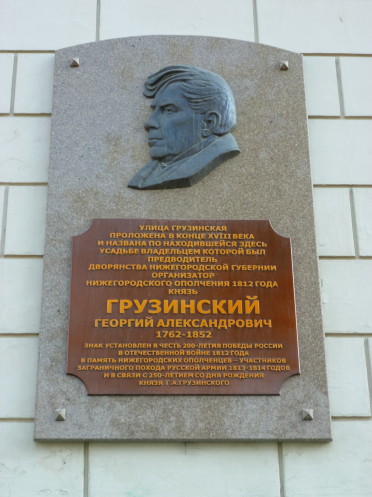 УЛИЦА ГРУЗИНСКАЯ
ПРОЛОЖЕНА В КОНЦЕ XVIII ВЕКА
И НАЗВАНА ПО НАХОДИВШЕЙСЯ ЗДЕСЬ
УСАДЬБЕ ВЛАДЕЛЬЦЕМ КОТОРОЙ БЫЛ
ПРЕДВОДИТЕЛЬ
ДВОРЯНСТВА НИЖЕГОРОДСКОЙ ГУБЕРНИИ
ОРГАНИЗАТОР
НИЖЕГОРОДСКОГО ОПОЛЧЕНИЯ 1812 ГОДА
КНЯЗЬ
ГРУЗИНСКИЙ
ГЕОРГИЙ АЛЕКСАНДРОВИЧ
1762-1852
ЗНАК УСТАНОВЛЕН В ЧЕСТЬ 200-ЛЕТИЯ ПОБЕДЫ РОССИИ
В ОТЕЧЕСТВЕННОЙ ВОЙНЕ 1812 ГОДА
В ПАМЯТЬ НИЖЕГОРОДСКИХ ОПОЛЧЕНЦЕВ - УЧАСТНИКОВ
ЗАГРАНИЧНОГО ПОХОДА РУССКОЙ АРМИИ 1813-1814 ГОДОВ
И В СВЯЗИ С 250-ЛЕТИЕМ СО ДНЯ РОЖДЕНИЯ
КНЯЗЯ Г.А.ГРУЗИНСКОГО